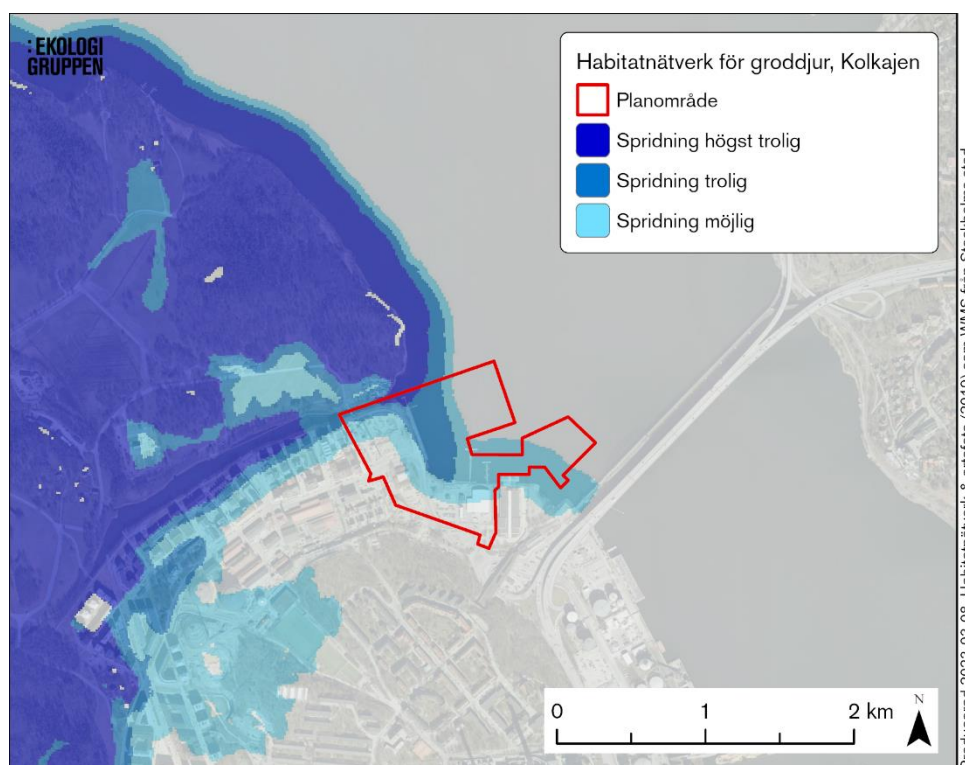 :EKOLOGI
GRUPPEN
Habitatnätverk för groddjur, Kolkajen
Planområde
Spridning högst trolig
Spridning trolig
Spridning möjlig
N
0 1 2 km